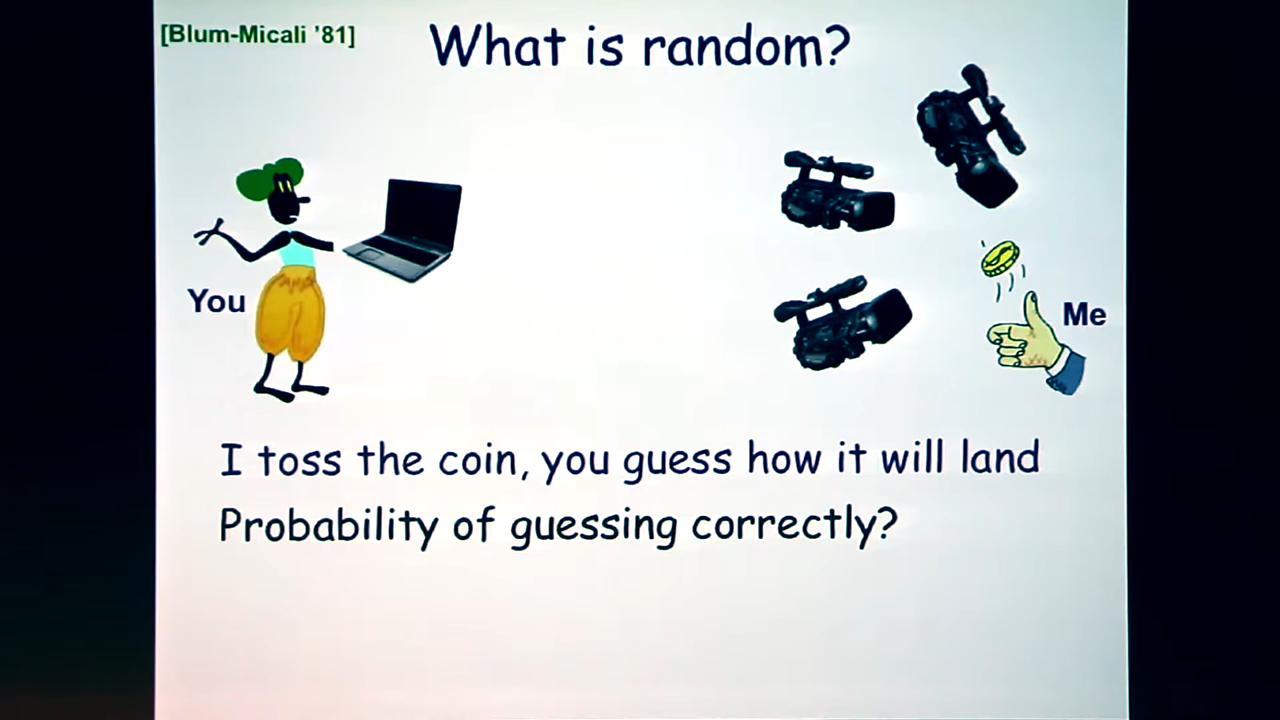 [Blum-Micali '81]
What is random?
You
Me
I toss the coin, you guess how it will land
Probability of guessing correctly?